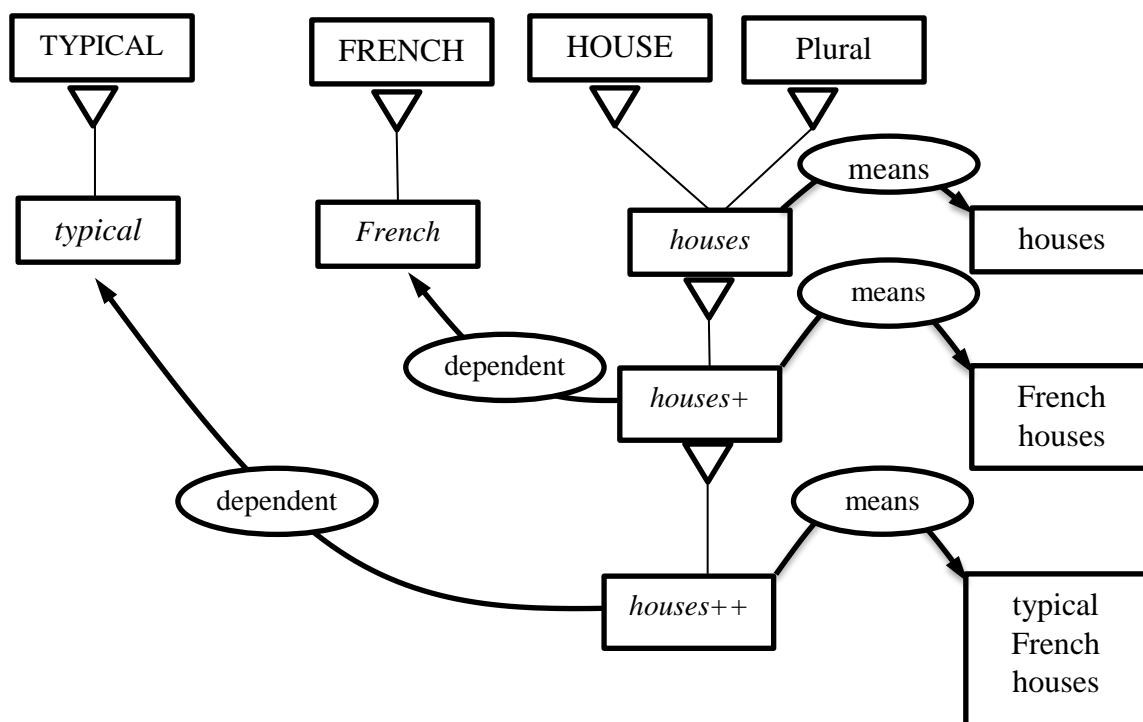 TYPICAL
FRENCH
HOUSE
Plural
means
typical
French
houses
houses
means
dependent
houses+
French
houses
dependent
means
houses++
typical
French
houses